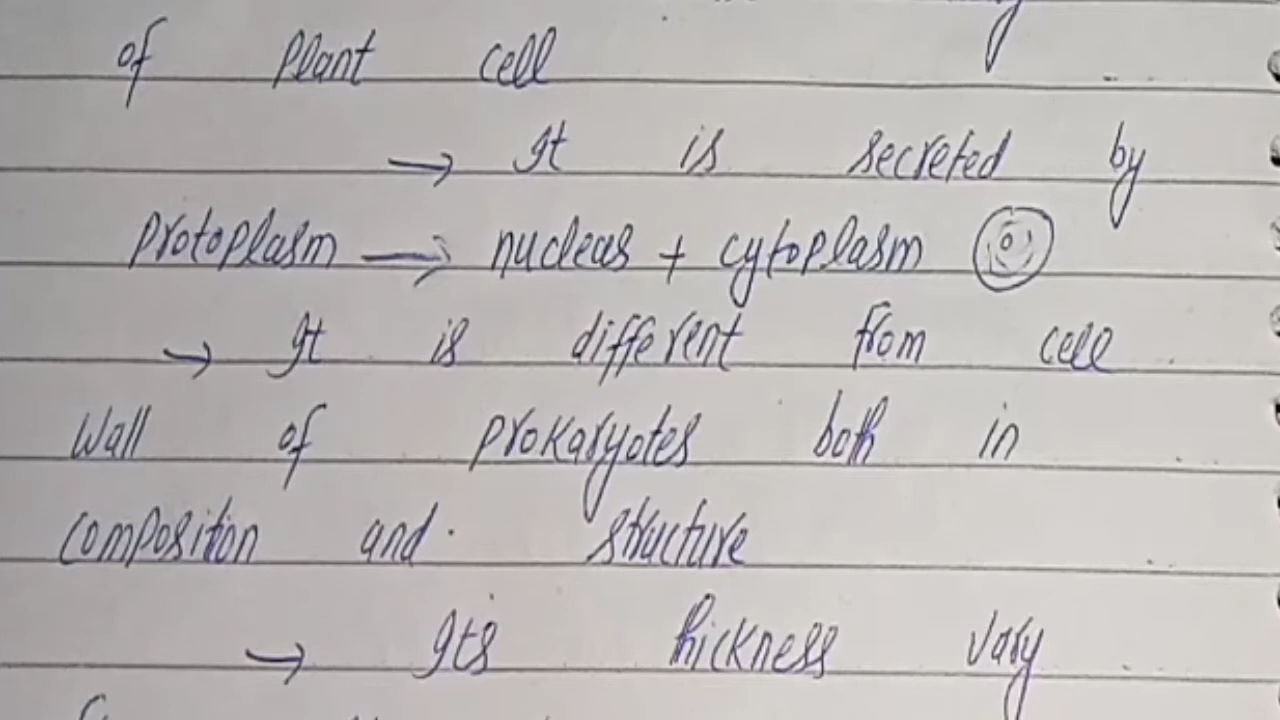 of Plant cell
→ It is secreted by
protoplasm → nucleus + cytoplasm
→ It is different from cell
Wall of prokaryotes both in
composition and structure
→ Its thickness vary